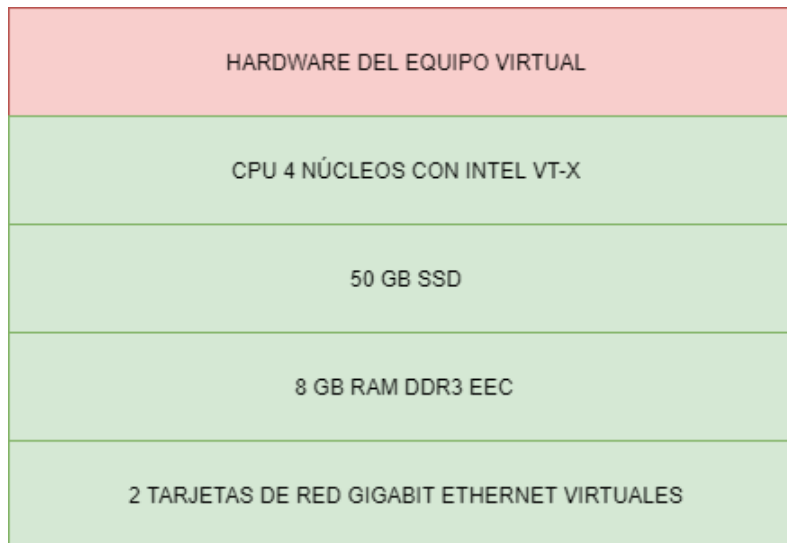 HARDWARE DEL EQUIPO VIRTUAL
CPU 4 NÚCLEOS CON INTEL VT-X
50 GB SSD
8 GB RAM DDR3 EEC
2 TARJETAS DE RED GIGABIT ETHERNET VIRTUALES